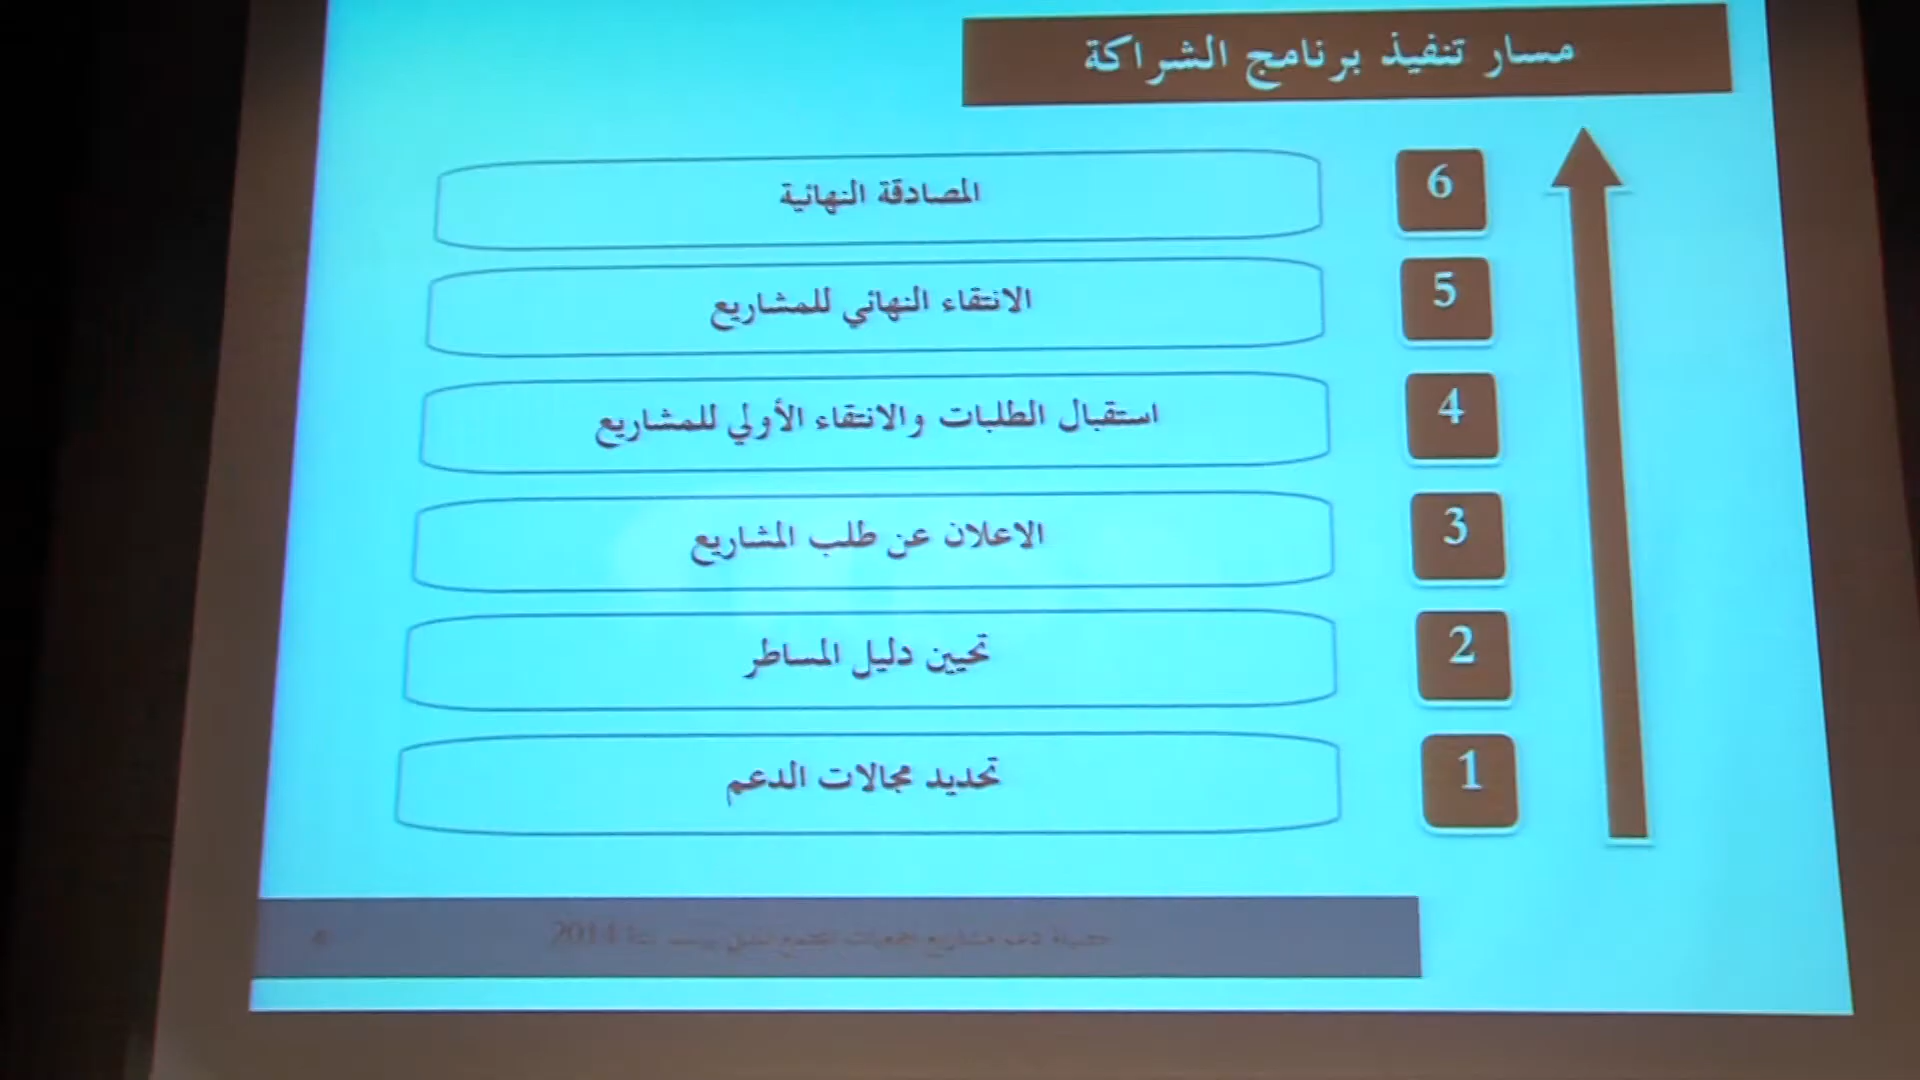 مسار تنفيذ برنامج الشراكة
6 المصادقة النهائية
5 الانتقاء النهائي للمشاريع
4 استقبال الطلبات والانتقاء الأولي للمشاريع
3 الاعلان عن طلب المشاريع
2 تحيين دليل المساطر
1 تحديد مجالات الدعم
2014